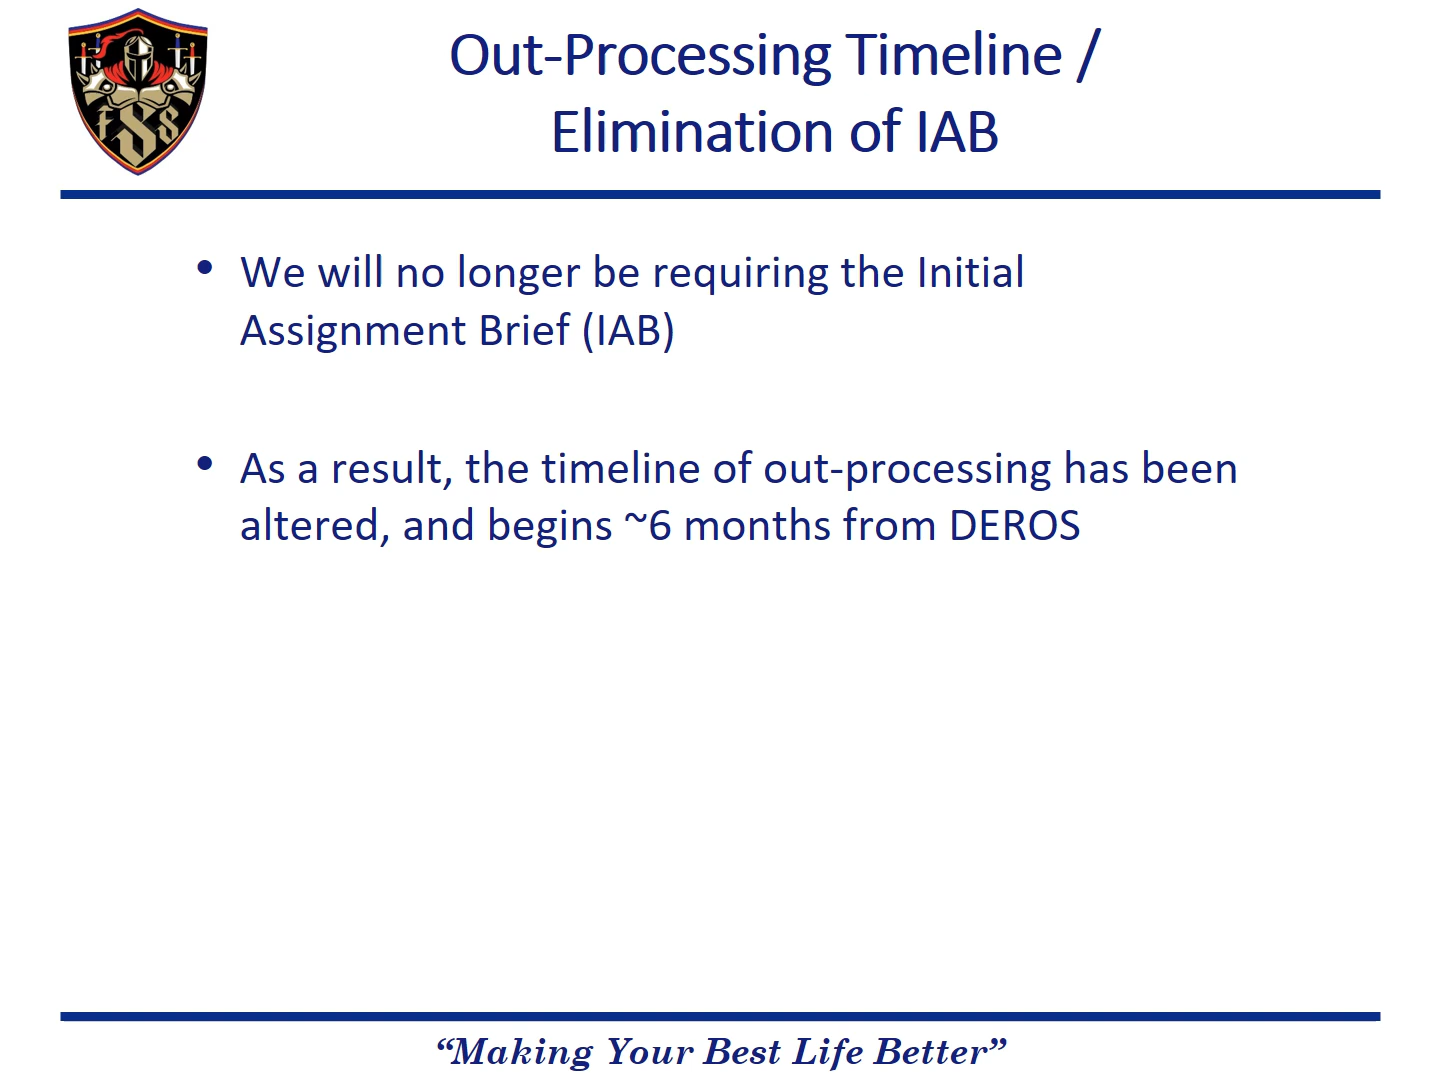 FSS
Out-Processing Timeline /
Elimination of IAB
• We will no longer be requiring the Initial
Assignment Brief (IAB)
• As a result, the timeline of out-processing has been
altered, and begins ~6 months from DEROS
“Making Your Best Life Better”